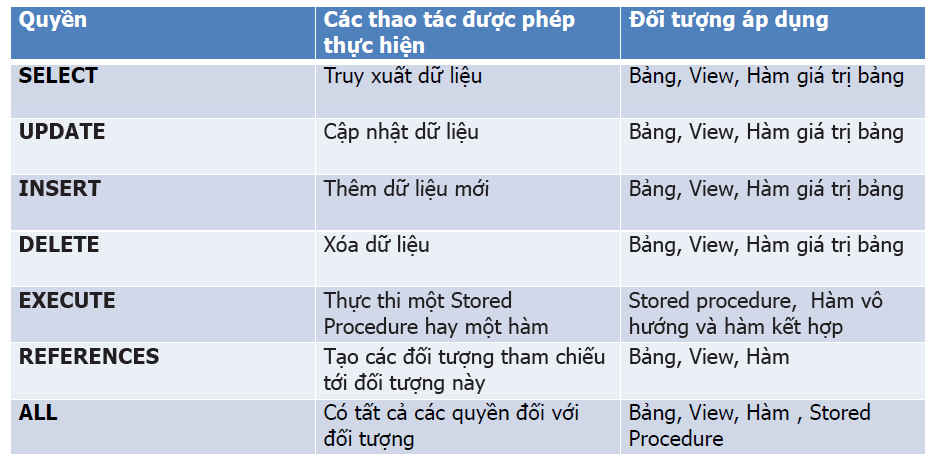 Quyền
Các thao tác được phép
thực hiện
Đối tượng áp dụng
SELECT
Truy xuất dữ liệu
Bảng, View, Hàm giá trị bảng
UPDATE
Cập nhật dữ liệu
Bảng, View, Hàm giá trị bảng
INSERT
Thêm dữ liệu mới
Bảng, View, Hàm giá trị bảng
DELETE
Xóa dữ liệu
Bảng, View, Hàm giá trị bảng
EXECUTE
Thực thi một Stored
Procedure hay một hàm
Stored procedure, Hàm vô
hướng và hàm kết hợp
REFERENCES
Tạo các đối tượng tham chiếu
tới đối tượng này
Bảng, View, Hàm
ALL
Có tất cả các quyền đối với
đối tượng
Bảng, View, Hàm , Stored
Procedure